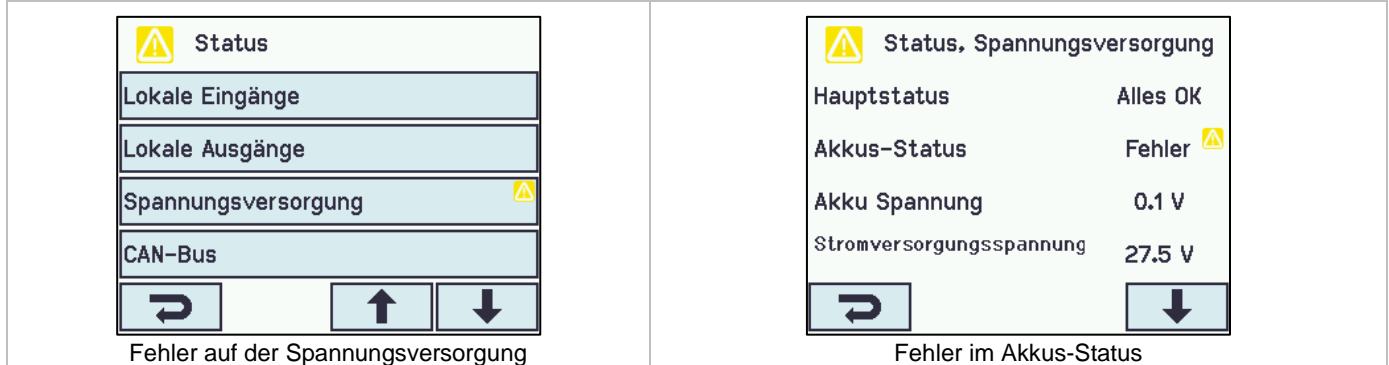 Status
Lokale Eingänge
Lokale Ausgänge
Spannungsversorgung
CAN-Bus
Fehler auf der Spannungsversorgung
Status, Spannungsversorgung
Hauptstatus Alles OK
Akkus-Status Fehler
Akku Spannung 0.1 V
Stromversorgungsspannung 27.5 V
Fehler im Akkus-Status